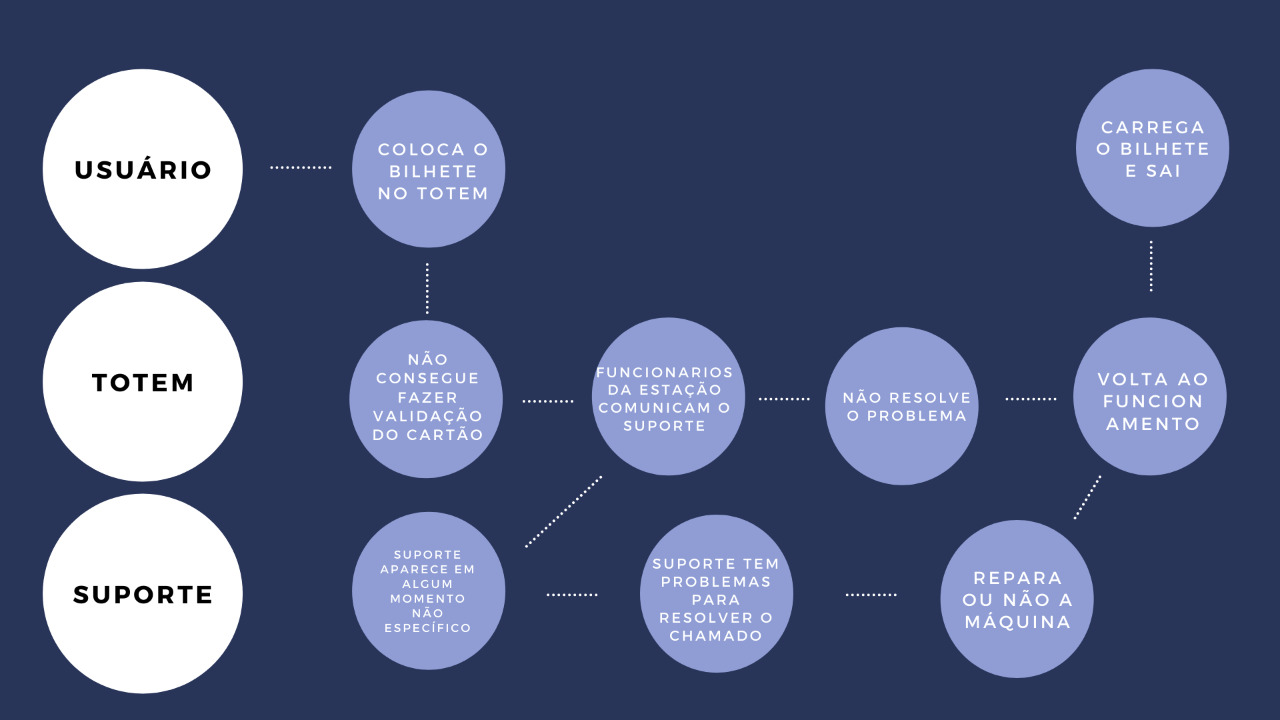 USUÁRIO
COLOCA O
BILHETE
NO TOTEM
CARREGA
O BILHETE
E SAI
TOTEM
NÃO
CONSEGUE
FAZER
VALIDAÇÃO
DO CARTÃO
FUNCIONARIOS
DA ESTAÇÃO
COMUNICAM O
SUPORTE
NÃO RESOLVE
O PROBLEMA
VOLTA AO
FUNCION
AMENTO
SUPORTE
SUPORTE
APARECE EM
ALGUM
MOMENTO
NÃO
ESPECÍFICO
SUPORTE TEM
PROBLEMAS
PARA
RESOLVER O
CHAMADO
REPARA
OU NÃO A
MÁQUINA